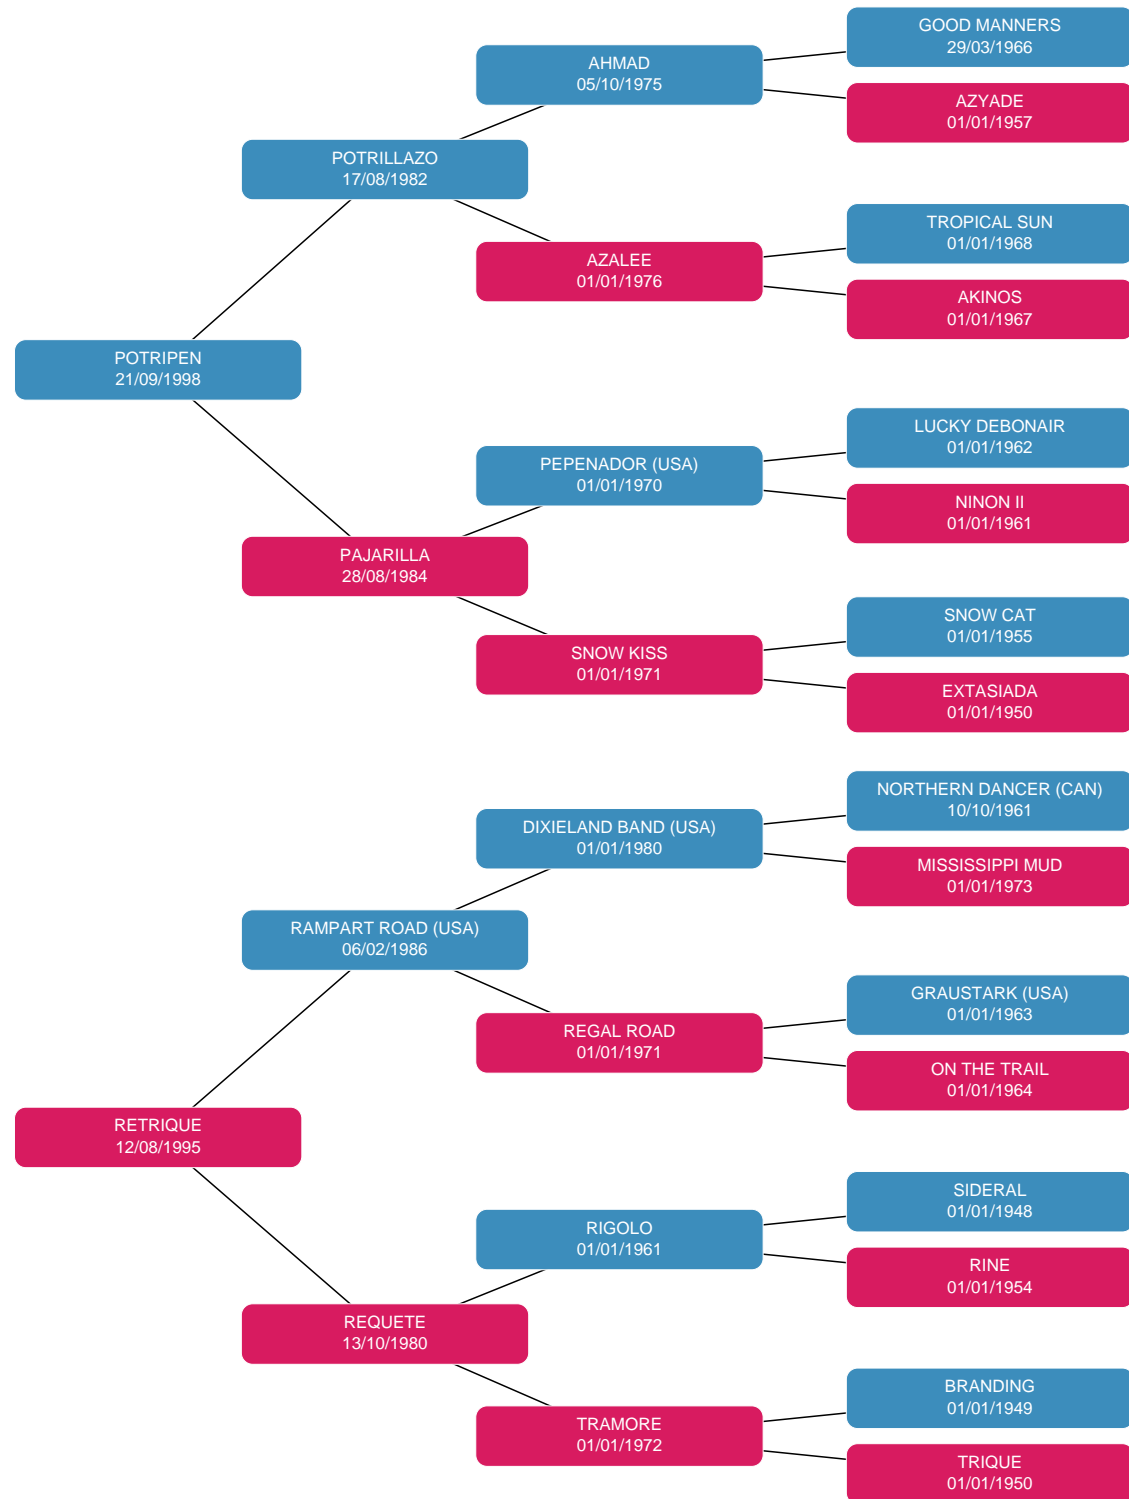 GOOD MANNERS
29/03/1966
AHMAD
05/10/1975
AZYADE
01/01/1957
POTRILLAZO
17/08/1982
TROPICAL SUN
01/01/1968
AZALEE
01/01/1976
AKINOS
01/01/1967
POTRIPEN
21/09/1998
LUCKY DEBONAIR
01/01/1962
PEPENADOR (USA)
01/01/1970
NINON II
01/01/1961
PAJARILLA
28/08/1984
SNOW CAT
01/01/1955
SNOW KISS
01/01/1971
EXTASIADA
01/01/1950
NORTHERN DANCER (CAN)
10/10/1961
DIXIELAND BAND (USA)
01/01/1980
MISSISSIPPI MUD
01/01/1973
RAMPART ROAD (USA)
06/02/1986
GRAUSTARK (USA)
01/01/1963
REGAL ROAD
01/01/1971
ON THE TRAIL
01/01/1964
RETRIQUE
12/08/1995
SIDERAL
01/01/1948
RIGOLO
01/01/1961
RINE
01/01/1954
REQUETE
13/10/1980
BRANDING
01/01/1949
TRAMORE
01/01/1972
TRIQUE
01/01/1950